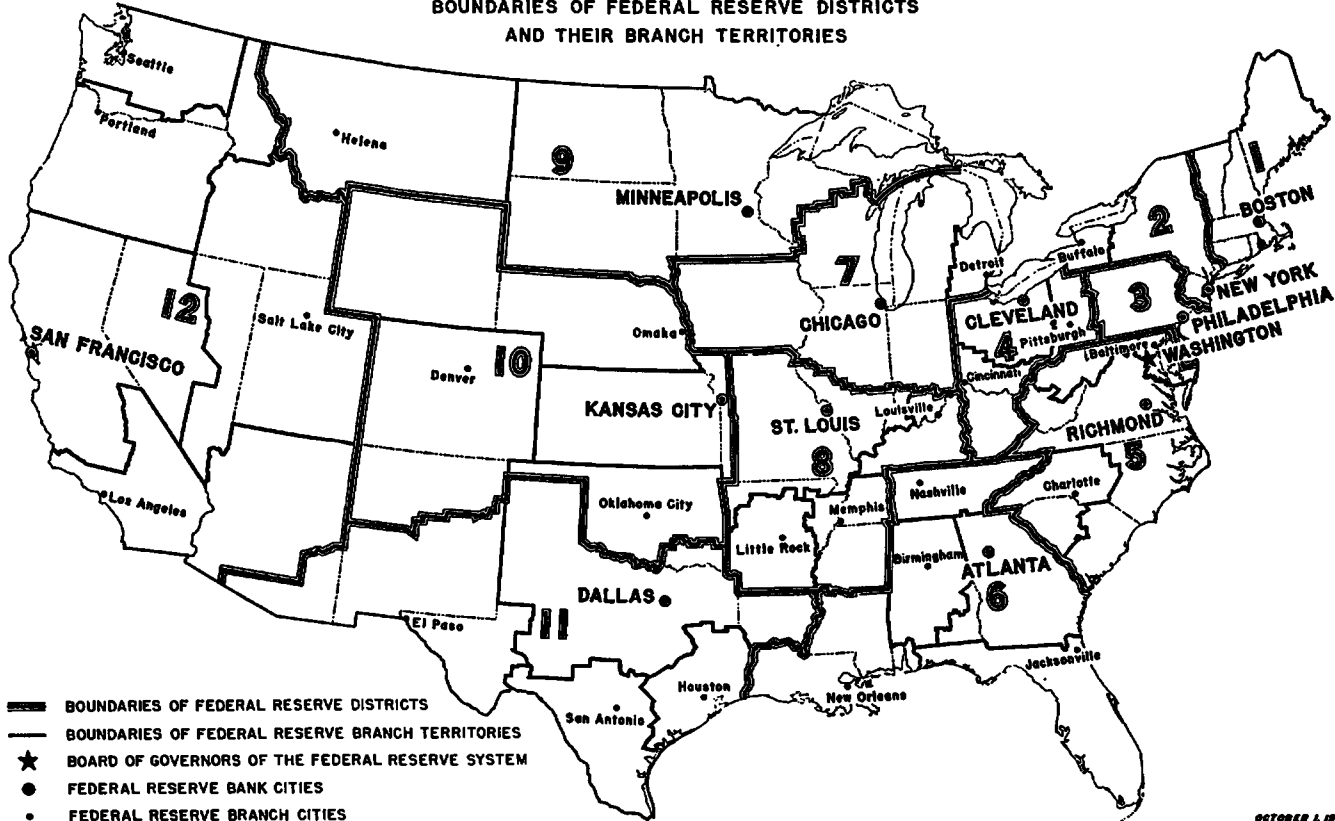 BOUNDARIES OF FEDERAL RESERVE DISTRICTS
AND THEIR BRANCH TERRITORIES
Seattle
Portland
Helena
9
MINNEAPOLIS
1
BOSTON
2
Buffalo
Detroit
7
CHICAGO
NEW YORK
3
PHILADELPHIA
CLEVELAND
4
Pittsburgh
Baltimore
WASHINGTON
Cincinnati
12
Salt Lake City
SAN FRANCISCO
Omaka
10
Denver
KANSAS CITY
ST. LOUIS
Louisville
8
RICHMOND
5
Los Angeles
Oklahoma City
Nashville
Charlotte
Memphis
Little Rock
Birmingham
ATLANTA
6
DALLAS
11
El Paso
Houston
San Antonio
New Orleans
Jacksonville
BOUNDARIES OF FEDERAL RESERVE DISTRICTS
BOUNDARIES OF FEDERAL RESERVE BRANCH TERRITORIES
BOARD OF GOVERNORS OF THE FEDERAL RESERVE SYSTEM
FEDERAL RESERVE BANK CITIES
FEDERAL RESERVE BRANCH CITIES
OCTOBER 1, 19